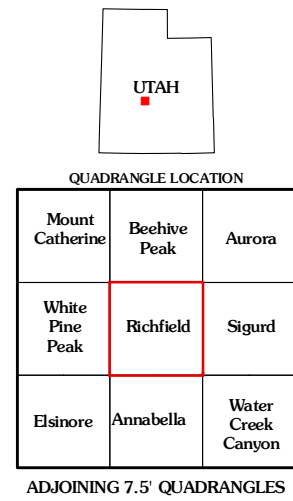 UTAH
QUADRANGLE LOCATION
Mount
Catherine
Beehive
Peak
Aurora
White
Pine
Peak
Richfield
Sigurd
Elsinore
Annabella
Water
Creek
Canyon
ADJOINING 7.5' QUADRANGLES